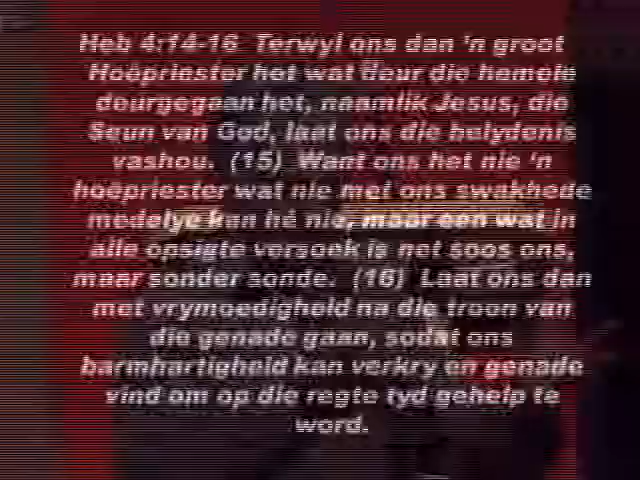 Heb 4:14-16 Terwyl ons dan 'n groot
Hoëpriester het wat deur die hemele
deurgegaan het, naamlik Jesus, die
Seun van God, laat ons die belydenis
vashou. (15) Want ons het nie 'n
hoëpriester wat nie met ons swakhede
medelye kan hê nie, maar een wat in
alle opsigte versoek is net soos ons,
maar sonder sonde. (16) Laat ons dan
met vrymoedigheid na die troon van
die genade gaan, sodat ons
barmhartigheid kan verkry en genade
vind om op die regte tyd gehelp te
word.